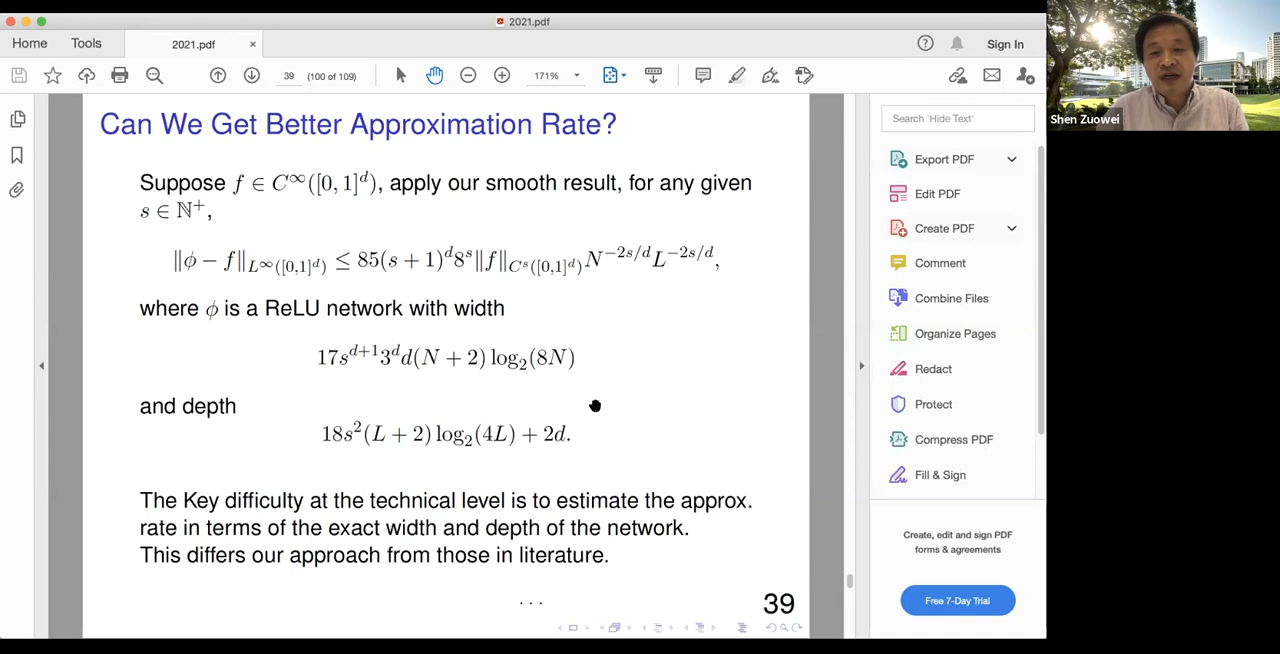 2021.pdf
Home
Tools
2021.pdf
×
Sign In
39
(100 of 109)
171%
Can We Get Better Approximation Rate?
Suppose f ∈ C^∞([0, 1]^d), apply our smooth result, for any given
s ∈ ℕ^+,
‖ϕ − f‖_{L^∞([0,1]^d)} ≤ 85(s + 1)^d 8^s ‖f‖_{C^s([0,1]^d)} N^{−2s/d} L^{−2s/d},
where ϕ is a ReLU network with width
17s^{d+1}3^d d(N + 2) log_2(8N)
and depth
18s^2(L + 2) log_2(4L) + 2d.
The Key difficulty at the technical level is to estimate the approx.
rate in terms of the exact width and depth of the network.
This differs our approach from those in literature.
. . .
39
Search 'Hide Text'
Export PDF
Edit PDF
Create PDF
Comment
Combine Files
Organize Pages
Redact
Protect
Compress PDF
Fill & Sign
Create, edit and sign PDF
forms & agreements
Free 7-Day Trial
Shen Zuowei